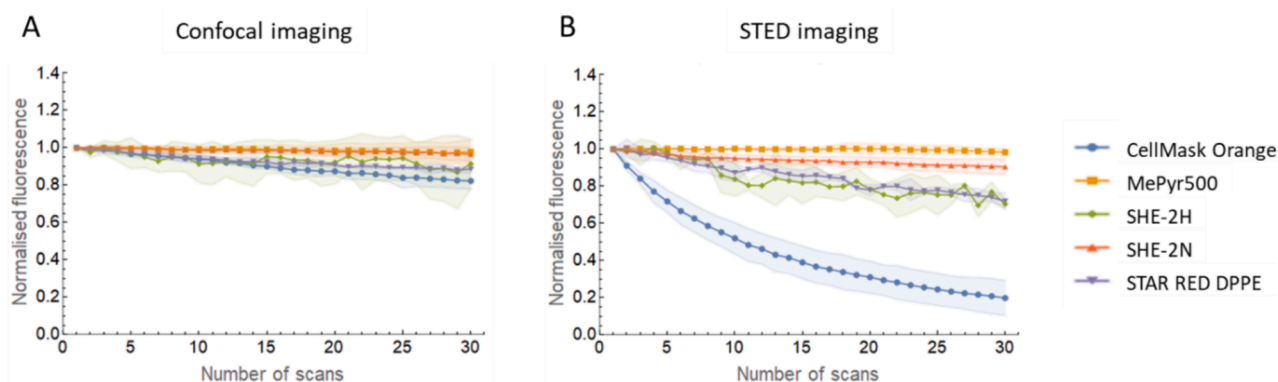 A
Confocal imaging
B
STED imaging
Normalised fluorescence
1.4
1.2
1.0
0.8
0.6
0.4
0.2
0.0
0
5
10
15
20
25
30
Number of scans
Normalised fluorescence
1.4
1.2
1.0
0.8
0.6
0.4
0.2
0.0
0
5
10
15
20
25
30
Number of scans
CellMask Orange
MePyr500
SHE-2H
SHE-2N
STAR RED DPPE